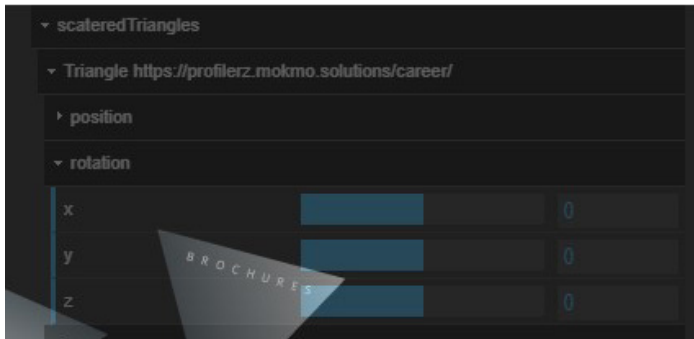 scateredTriangles
Triangle https://profilerz.mokmo.solutions/career/
position
rotation
x 0
y 0
BROCHURES
z 0